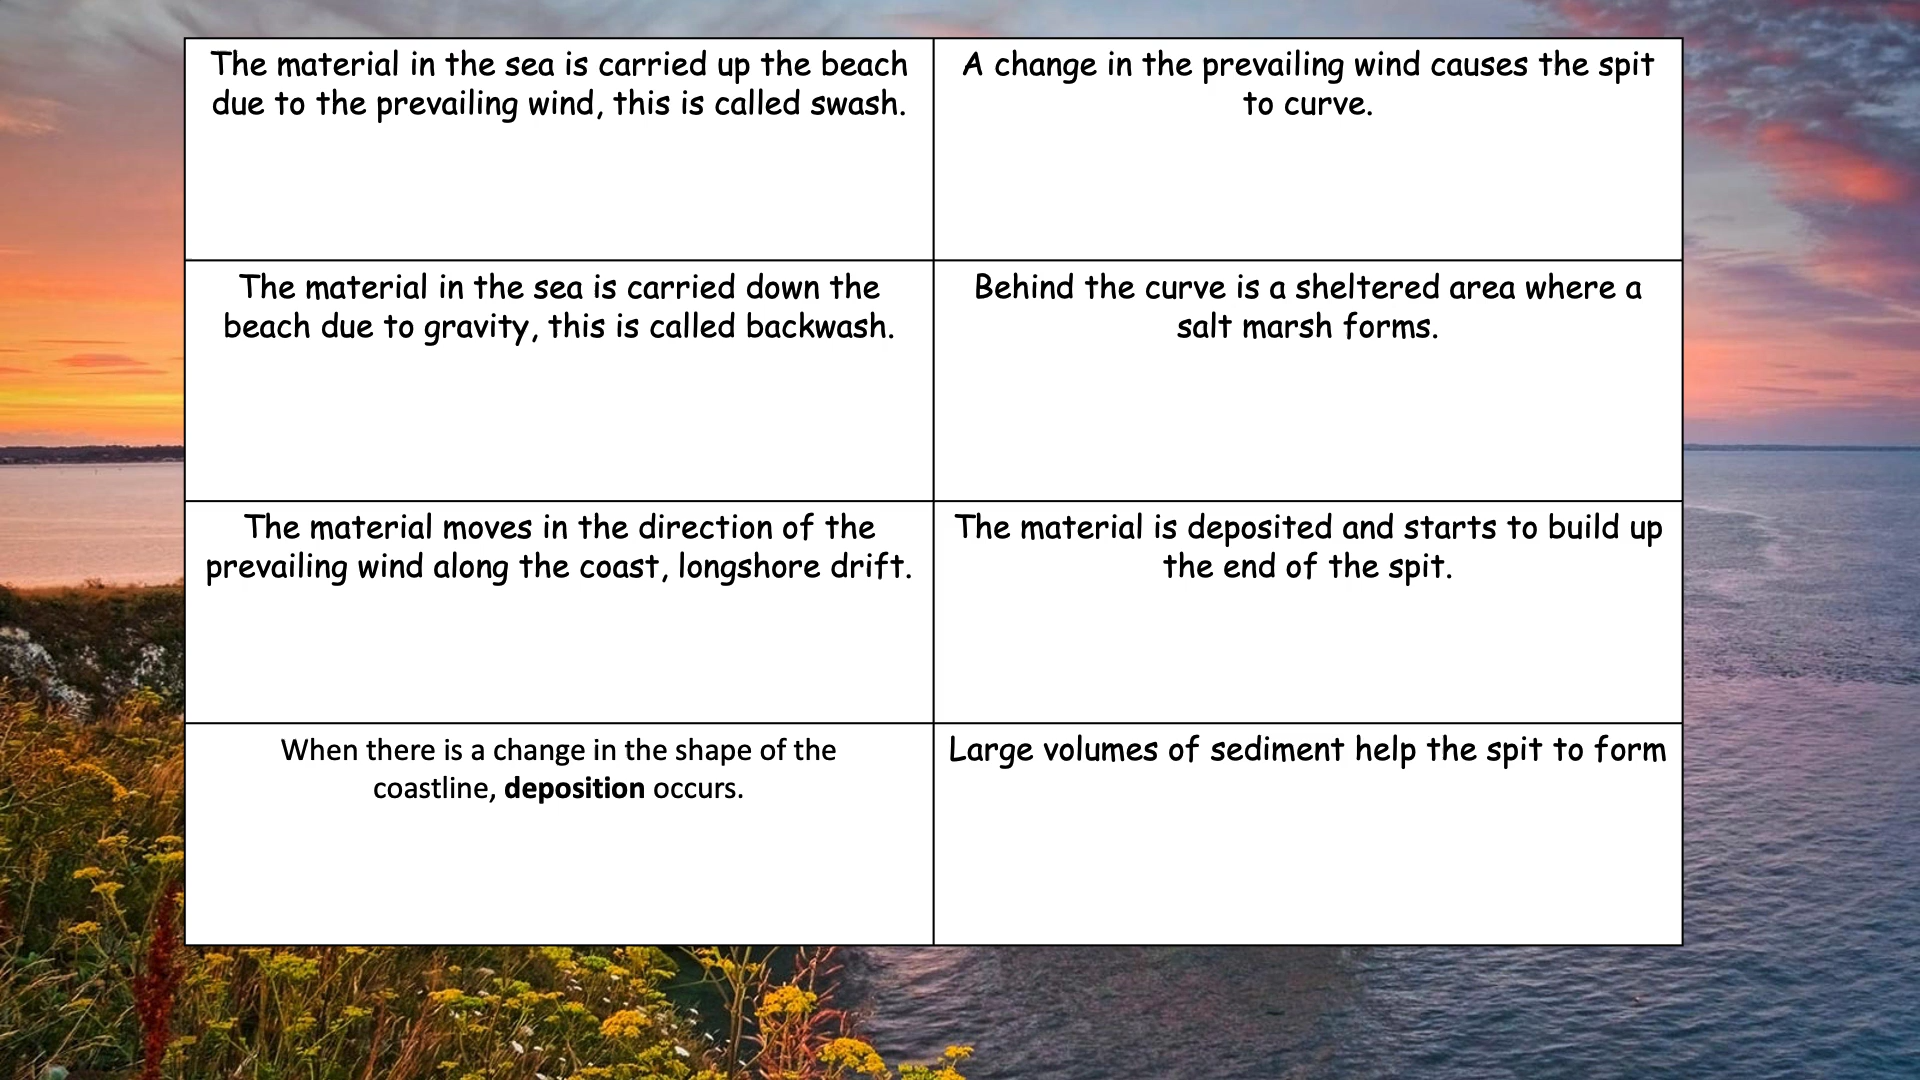 The material in the sea is carried up the beach
due to the prevailing wind, this is called swash.
A change in the prevailing wind causes the spit
to curve.
The material in the sea is carried down the
beach due to gravity, this is called backwash.
Behind the curve is a sheltered area where a
salt marsh forms.
The material moves in the direction of the
prevailing wind along the coast, longshore drift.
The material is deposited and starts to build up
the end of the spit.
When there is a change in the shape of the
coastline, deposition occurs.
Large volumes of sediment help the spit to form